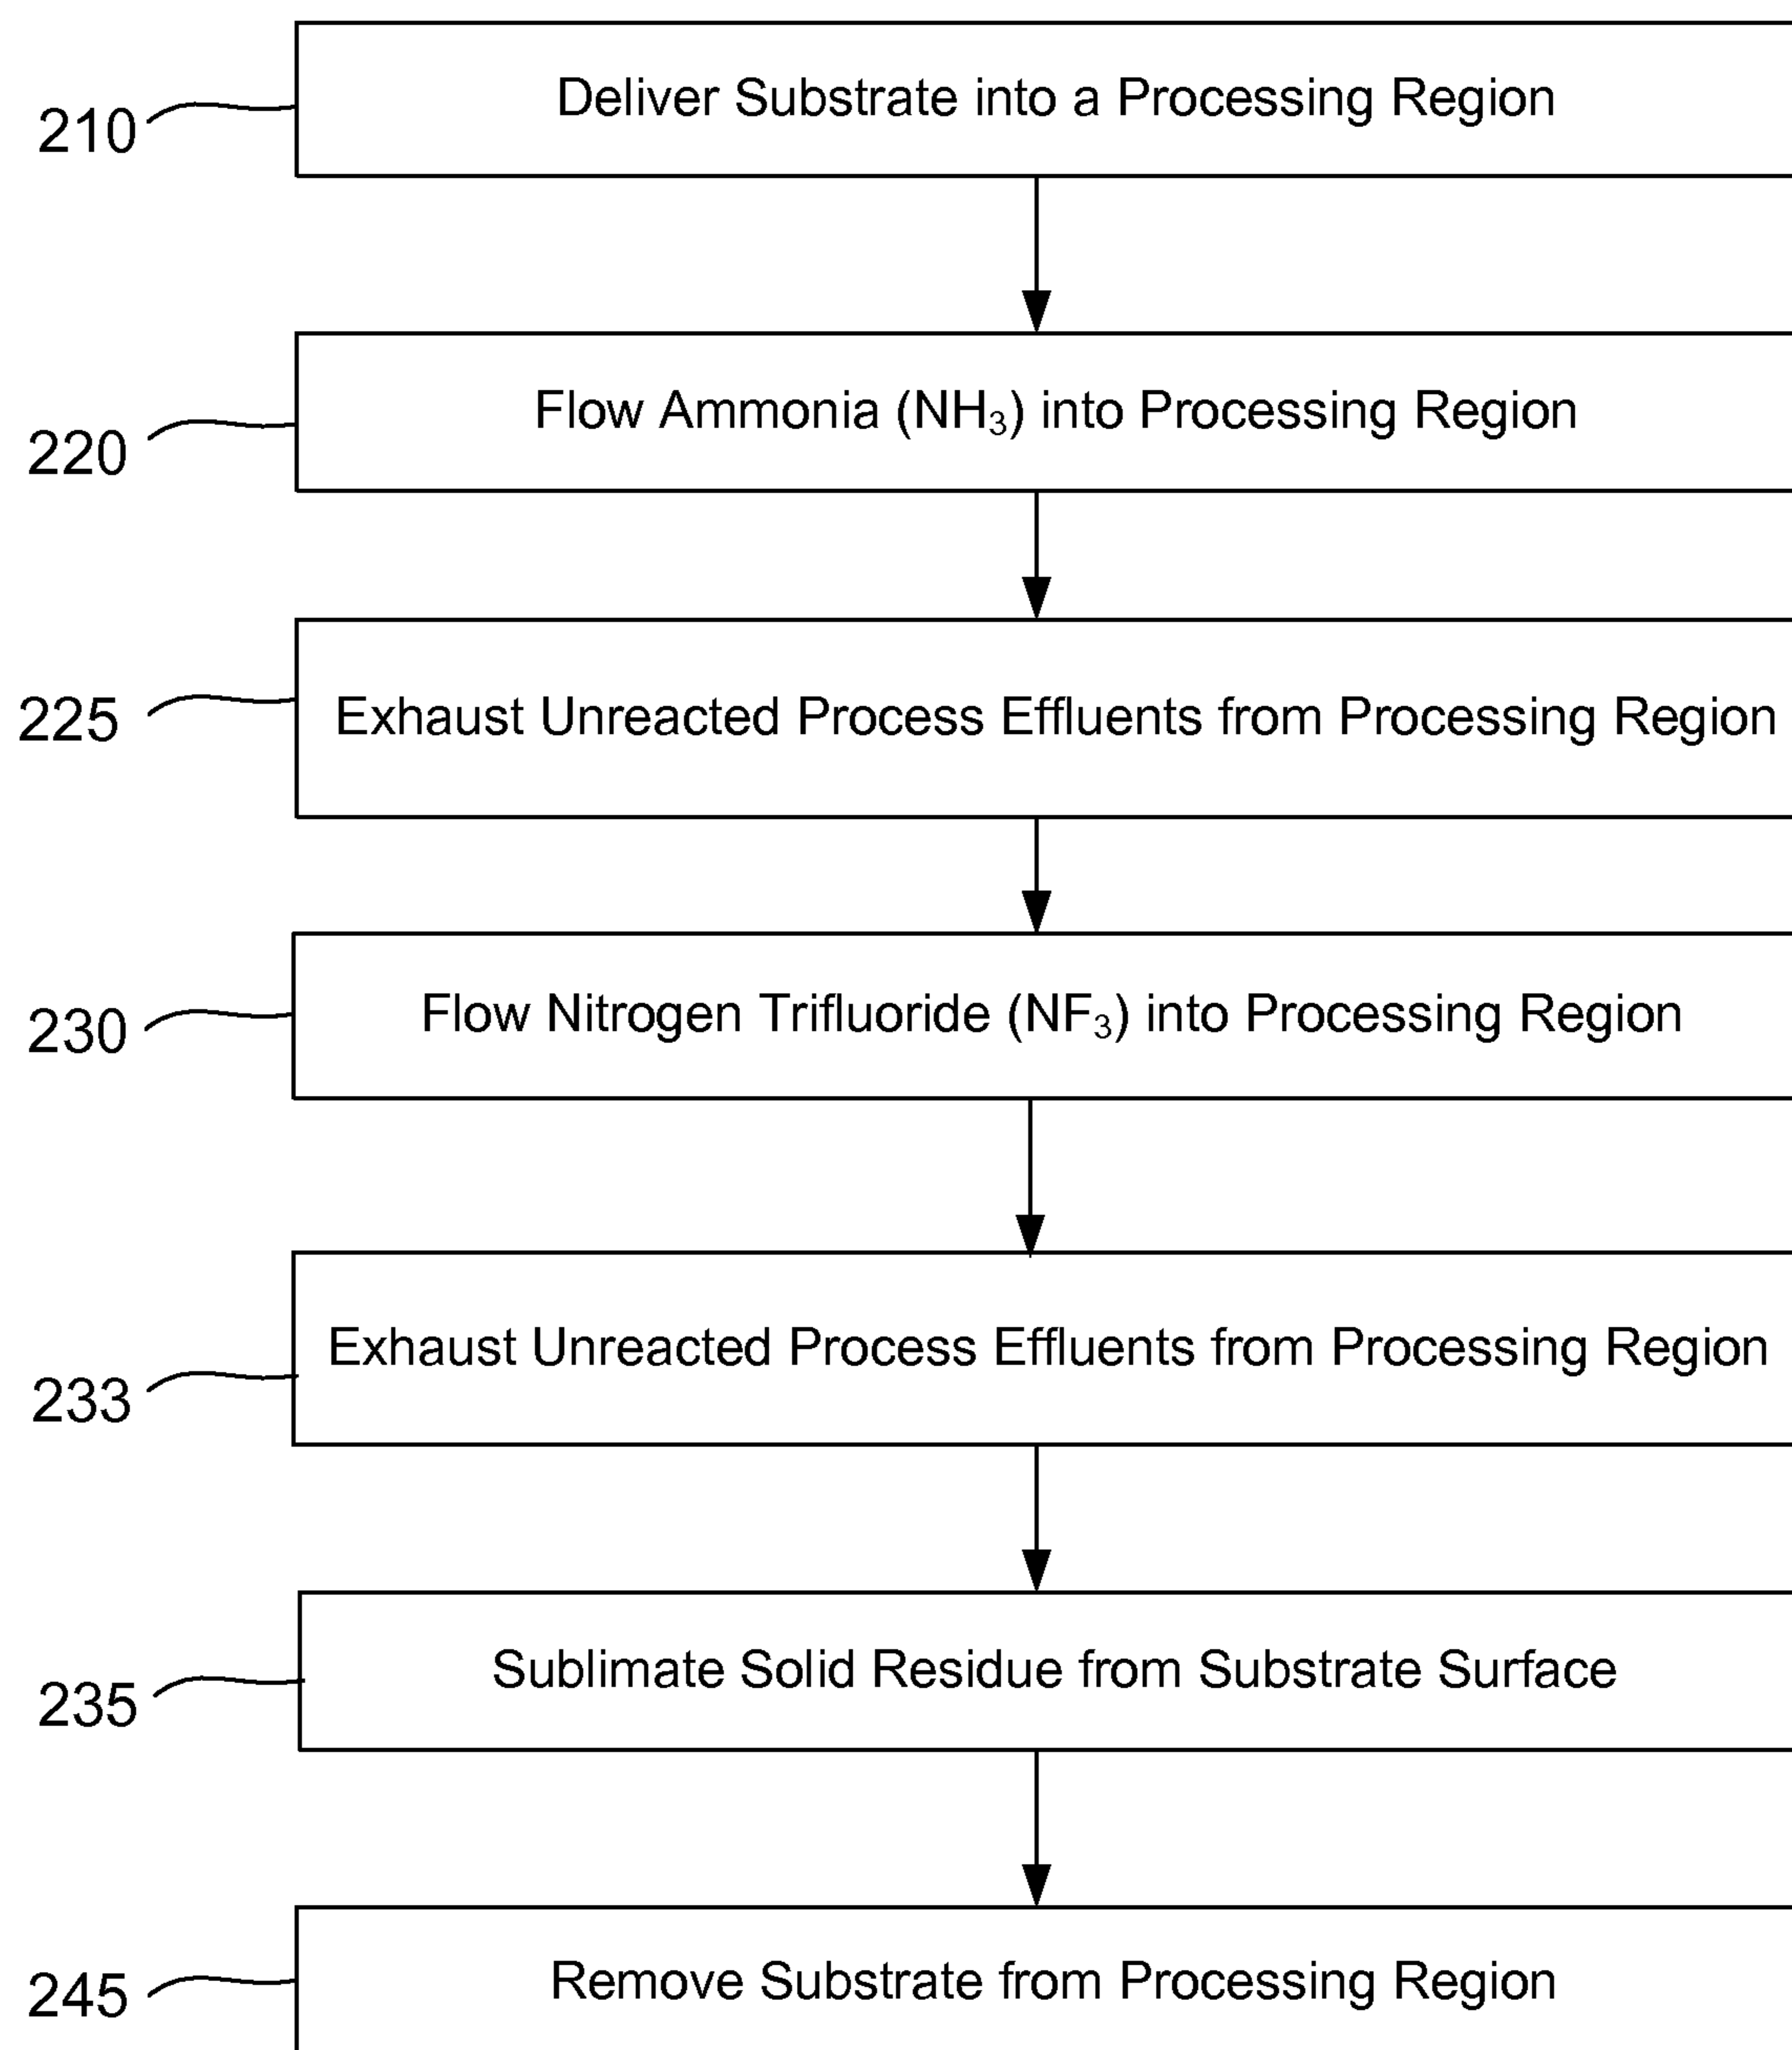 210 Deliver Substrate into a Processing Region
220 Flow Ammonia (NH₃) into Processing Region
225 Exhaust Unreacted Process Effluents from Processing Region
230 Flow Nitrogen Trifluoride (NF₃) into Processing Region
233 Exhaust Unreacted Process Effluents from Processing Region
235 Sublimate Solid Residue from Substrate Surface
245 Remove Substrate from Processing Region